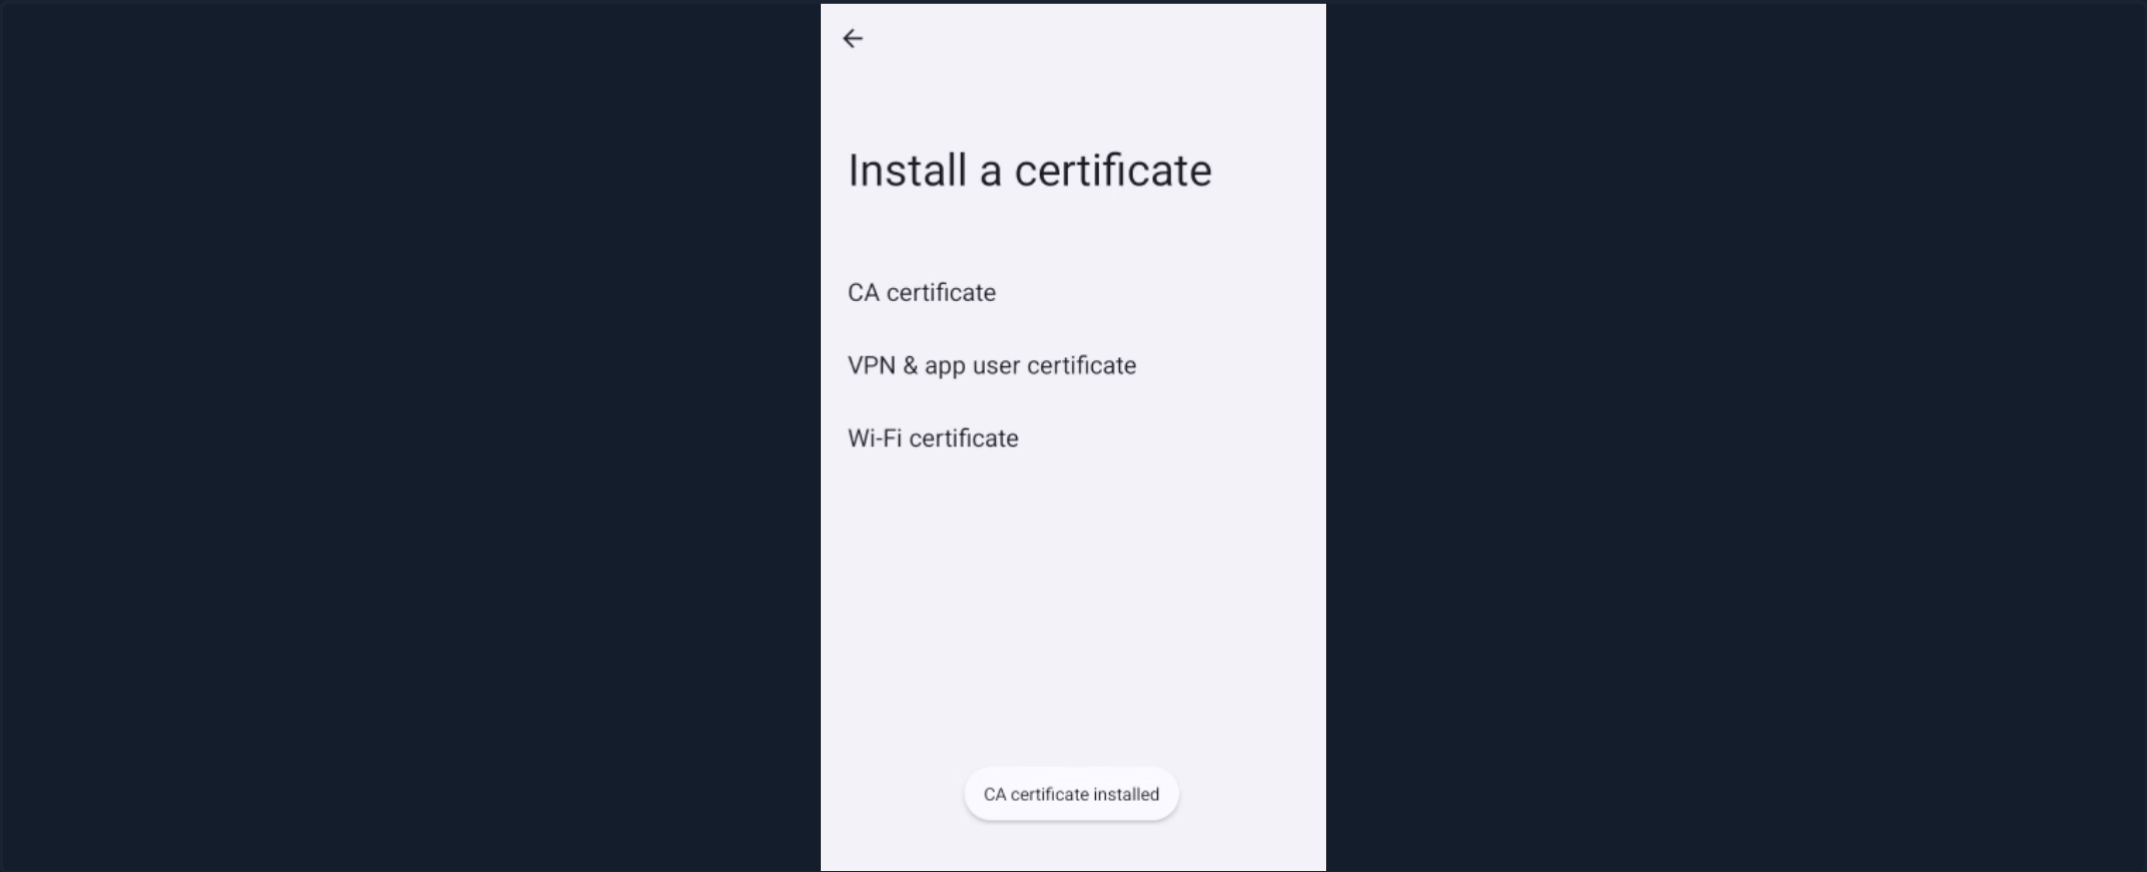 Install a certificate
CA certificate
VPN & app user certificate
Wi-Fi certificate
CA certificate installed